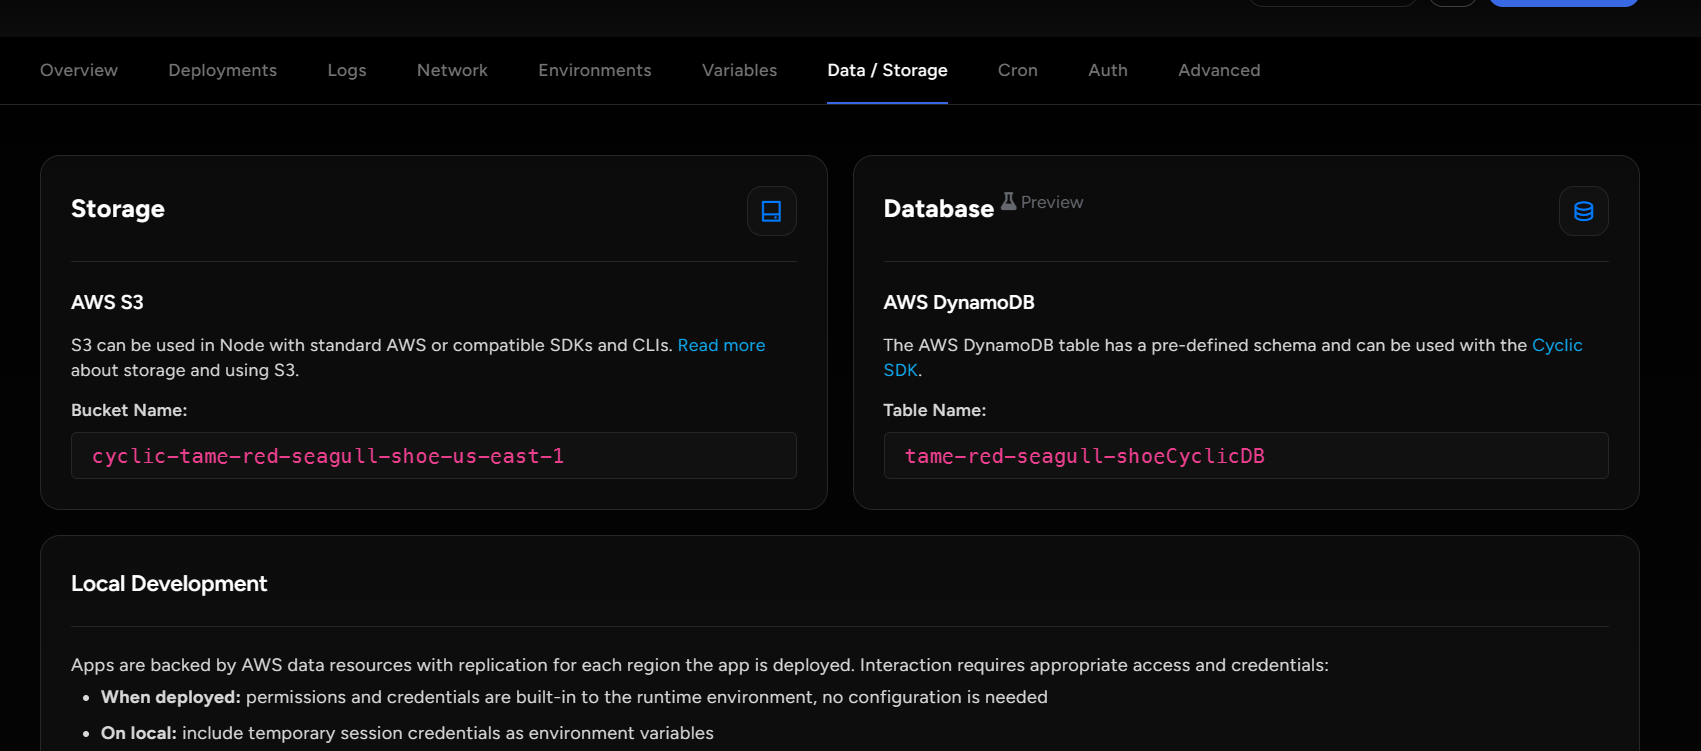 Overview Deployments Logs Network Environments Variables Data / Storage Cron Auth Advanced
Storage
AWS S3
S3 can be used in Node with standard AWS or compatible SDKs and CLIs. Read more
about storage and using S3.
Bucket Name:
cyclic-tame-red-seagull-shoe-us-east-1
Database Preview
AWS DynamoDB
The AWS DynamoDB table has a pre-defined schema and can be used with the Cyclic
SDK.
Table Name:
tame-red-seagull-shoeCyclicDB
Local Development
Apps are backed by AWS data resources with replication for each region the app is deployed. Interaction requires appropriate access and credentials:
• When deployed: permissions and credentials are built-in to the runtime environment, no configuration is needed
• On local: include temporary session credentials as environment variables